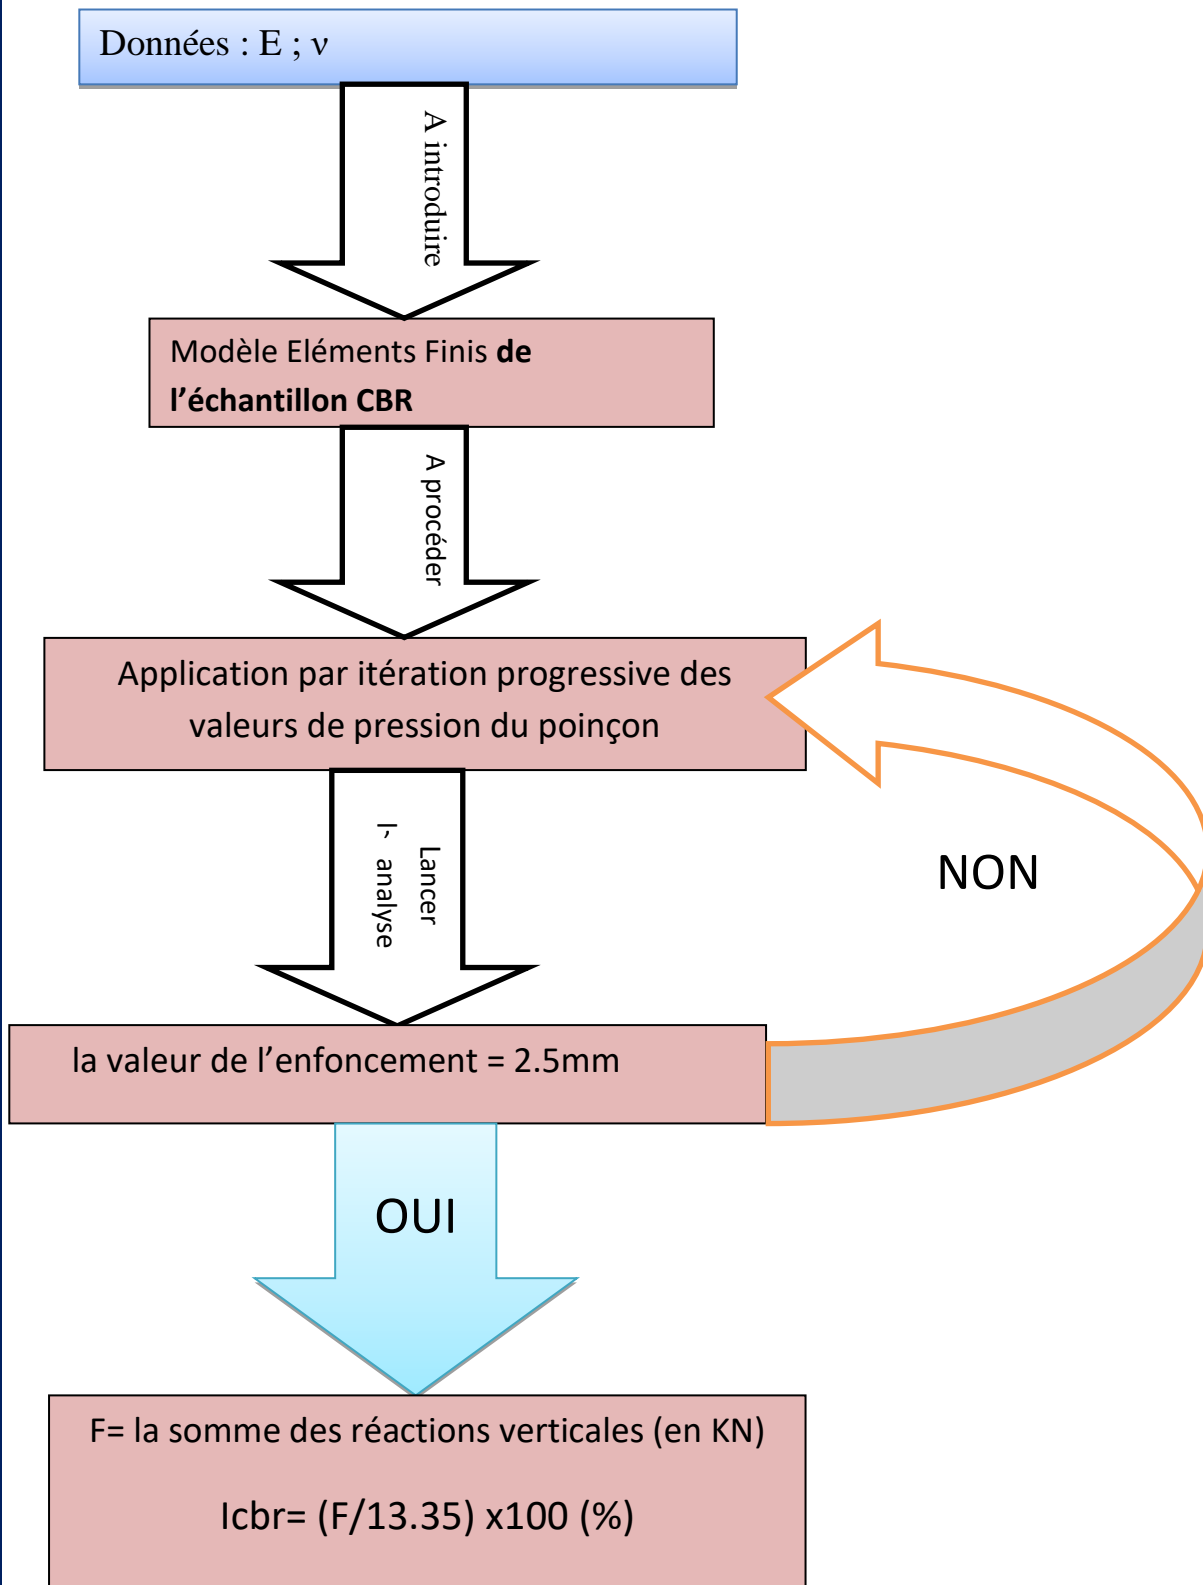 Données : E ; ν
A introduire
Modèle Eléments Finis de
l’échantillon CBR
A procéder
Application par itération progressive des
valeurs de pression du poinçon
Lancer
l’ analyse
NON
la valeur de l’enfoncement = 2.5mm
OUI
F= la somme des réactions verticales (en KN)
Icbr= (F/13.35) x100 (%)